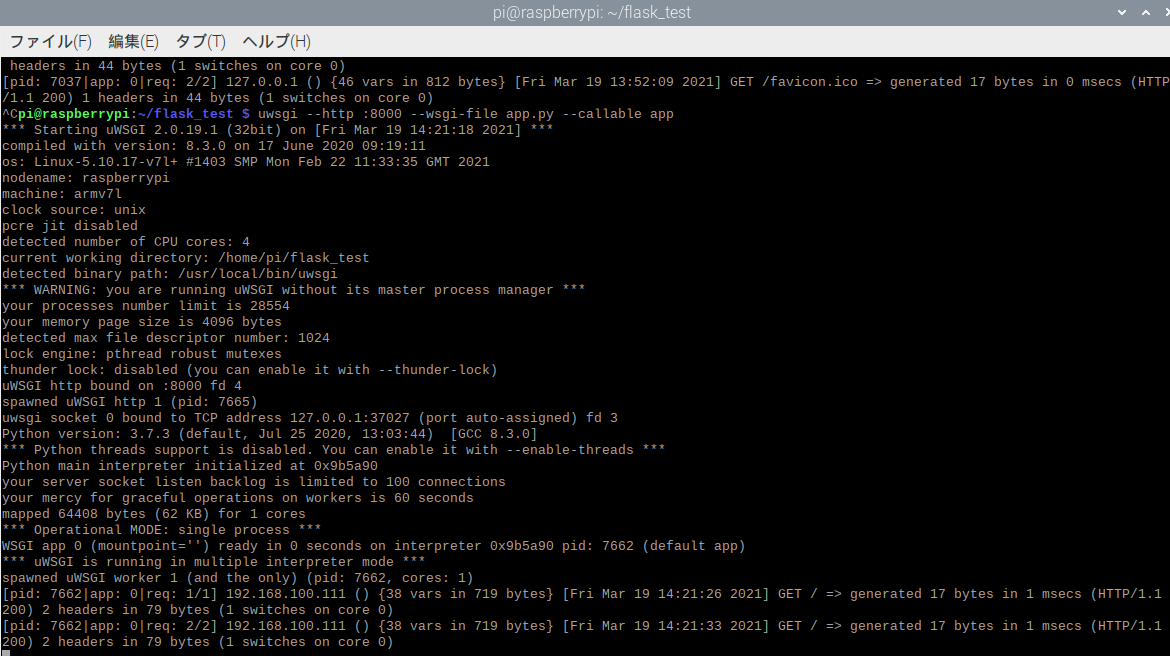 pi@raspberrypi: ~/flask_test
ファイル(F) 編集(E) タブ(T) ヘルプ(H)
headers in 44 bytes (1 switches on core 0)
[pid: 7037|app: 0|req: 2/2] 127.0.0.1 () {46 vars in 812 bytes} [Fri Mar 19 13:52:09 2021] GET /favicon.ico => generated 17 bytes in 0 msecs (HTTP
/1.1 200) 1 headers in 44 bytes (1 switches on core 0)
^Cpi@raspberrypi:~/flask_test $ uwsgi --http :8000 --wsgi-file app.py --callable app
*** Starting uWSGI 2.0.19.1 (32bit) on [Fri Mar 19 14:21:18 2021] ***
compiled with version: 8.3.0 on 17 June 2020 09:19:11
os: Linux-5.10.17-v7l+ #1403 SMP Mon Feb 22 11:33:35 GMT 2021
nodename: raspberrypi
machine: armv7l
clock source: unix
pcre jit disabled
detected number of CPU cores: 4
current working directory: /home/pi/flask_test
detected binary path: /usr/local/bin/uwsgi
*** WARNING: you are running uWSGI without its master process manager ***
your processes number limit is 28554
your memory page size is 4096 bytes
detected max file descriptor number: 1024
lock engine: pthread robust mutexes
thunder lock: disabled (you can enable it with --thunder-lock)
uWSGI http bound on :8000 fd 4
spawned uWSGI http 1 (pid: 7665)
uwsgi socket 0 bound to TCP address 127.0.0.1:37027 (port auto-assigned) fd 3
Python version: 3.7.3 (default, Jul 25 2020, 13:03:44)  [GCC 8.3.0]
*** Python threads support is disabled. You can enable it with --enable-threads ***
Python main interpreter initialized at 0x9b5a90
your server socket listen backlog is limited to 100 connections
your mercy for graceful operations on workers is 60 seconds
mapped 64408 bytes (62 KB) for 1 cores
*** Operational MODE: single process ***
WSGI app 0 (mountpoint='') ready in 0 seconds on interpreter 0x9b5a90 pid: 7662 (default app)
*** uWSGI is running in multiple interpreter mode ***
spawned uWSGI worker 1 (and the only) (pid: 7662, cores: 1)
[pid: 7662|app: 0|req: 1/1] 192.168.100.111 () {38 vars in 719 bytes} [Fri Mar 19 14:21:26 2021] GET / => generated 17 bytes in 1 msecs (HTTP/1.1
200) 2 headers in 79 bytes (1 switches on core 0)
[pid: 7662|app: 0|req: 2/2] 192.168.100.111 () {38 vars in 719 bytes} [Fri Mar 19 14:21:33 2021] GET / => generated 17 bytes in 1 msecs (HTTP/1.1
200) 2 headers in 79 bytes (1 switches on core 0)